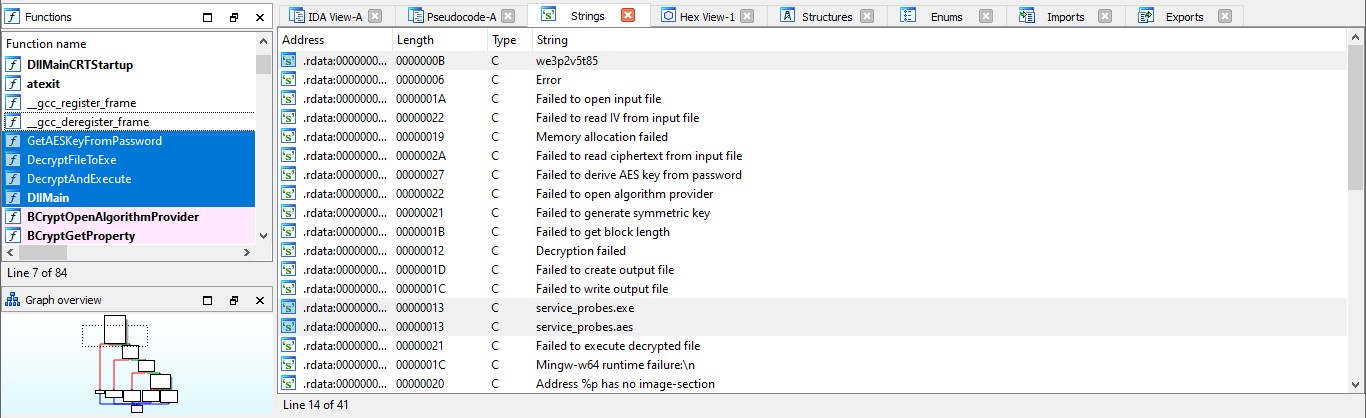 Functions
Function name
DllMainCRTStartup
atexit
__gcc_register_frame
__gcc_deregister_frame
GetAESKeyFromPassword
DecryptFileToExe
DecryptAndExecute
DllMain
BCryptOpenAlgorithmProvider
BCryptGetProperty
Line 7 of 84
Graph overview
IDA View-A Pseudocode-A Strings Hex View-1 Structures Enums Imports Exports
Address Length Type String
.rdata:0000000... 0000000B C we3p2v5t85
.rdata:0000000... 00000006 C Error
.rdata:0000000... 0000001A C Failed to open input file
.rdata:0000000... 00000022 C Failed to read IV from input file
.rdata:0000000... 00000019 C Memory allocation failed
.rdata:0000000... 0000002A C Failed to read ciphertext from input file
.rdata:0000000... 00000027 C Failed to derive AES key from password
.rdata:0000000... 00000022 C Failed to open algorithm provider
.rdata:0000000... 00000021 C Failed to generate symmetric key
.rdata:0000000... 0000001B C Failed to get block length
.rdata:0000000... 00000012 C Decryption failed
.rdata:0000000... 0000001D C Failed to create output file
.rdata:0000000... 0000001C C Failed to write output file
.rdata:0000000... 00000013 C service_probes.exe
.rdata:0000000... 00000013 C service_probes.aes
.rdata:0000000... 00000021 C Failed to execute decrypted file
.rdata:0000000... 0000001C C Mingw-w64 runtime failure:\n
.rdata:0000000... 00000020 C Address %p has no image-section
Line 14 of 41